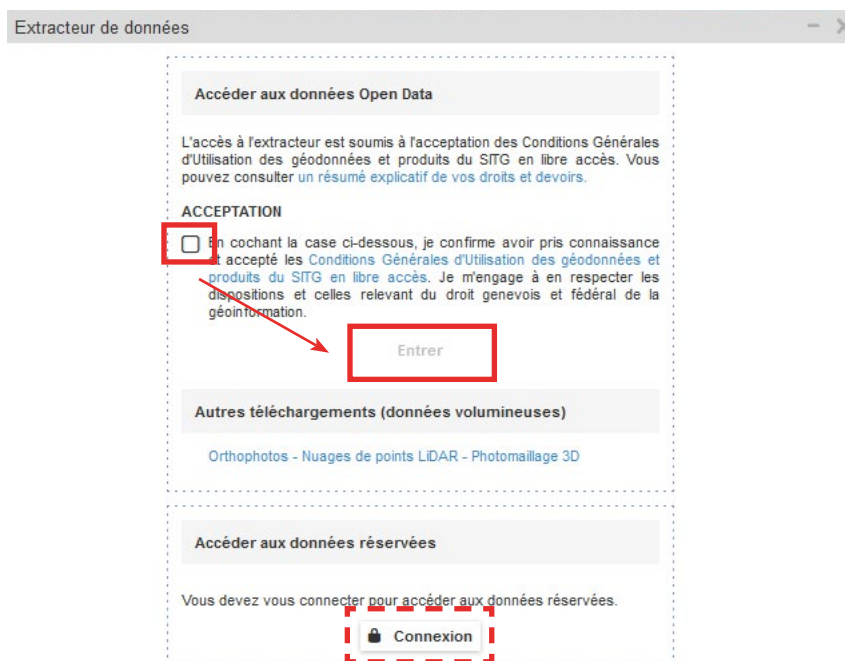 Extracteur de données
Accéder aux données Open Data
L'accès à l'extracteur est soumis à l'acceptation des Conditions Générales
d'Utilisation des géodonnées et produits du SITG en libre accès. Vous
pouvez consulter un résumé explicatif de vos droits et devoirs.
ACCEPTATION
En cochant la case ci-dessous, je confirme avoir pris connaissance
et accepté les Conditions Générales d'Utilisation des géodonnées et
produits du SITG en libre accès. Je m'engage à en respecter les
dispositions et celles relevant du droit genevois et fédéral de la
géoinformation.
Entrer
Autres téléchargements (données volumineuses)
Orthophotos - Nuages de points LiDAR - Photomaillage 3D
Accéder aux données réservées
Vous devez vous connecter pour accéder aux données réservées.
Connexion